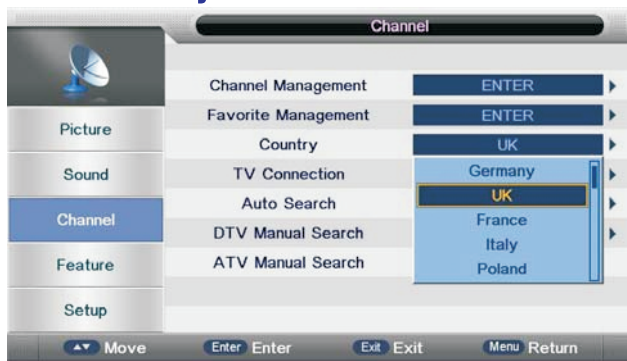 Channel
Channel Management ENTER
Favorite Management ENTER
Picture
Country UK
Sound
TV Connection Germany
Auto Search UK
Channel
France
DTV Manual Search
Italy
Feature
ATV Manual Search Poland
Setup
Move Enter Enter Exit Exit Menu Return